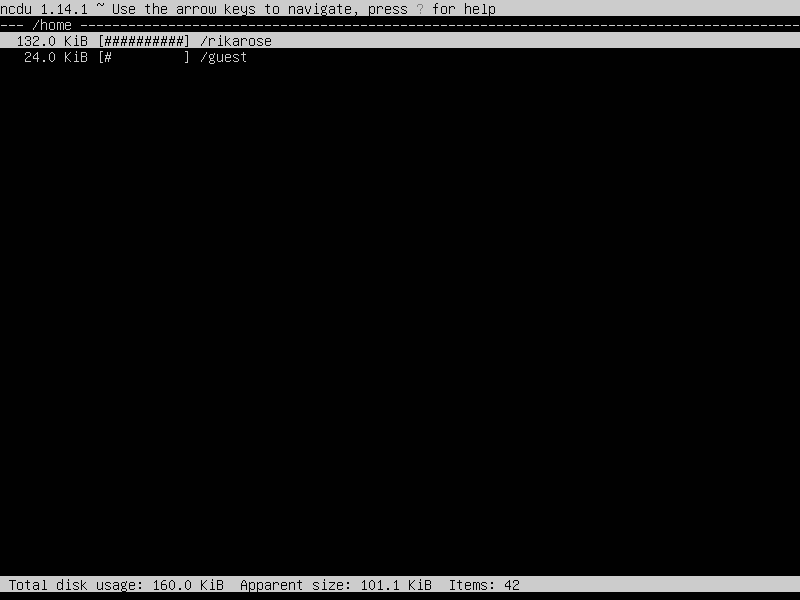 ncdu 1.14.1 ~ Use the arrow keys to navigate, press ? for help
--- /home ------------------------------------------------------------------------------------------
  132.0 KiB [##########] /rikarose
   24.0 KiB [#         ] /guest
 Total disk usage: 160.0 KiB  Apparent size: 101.1 KiB  Items: 42